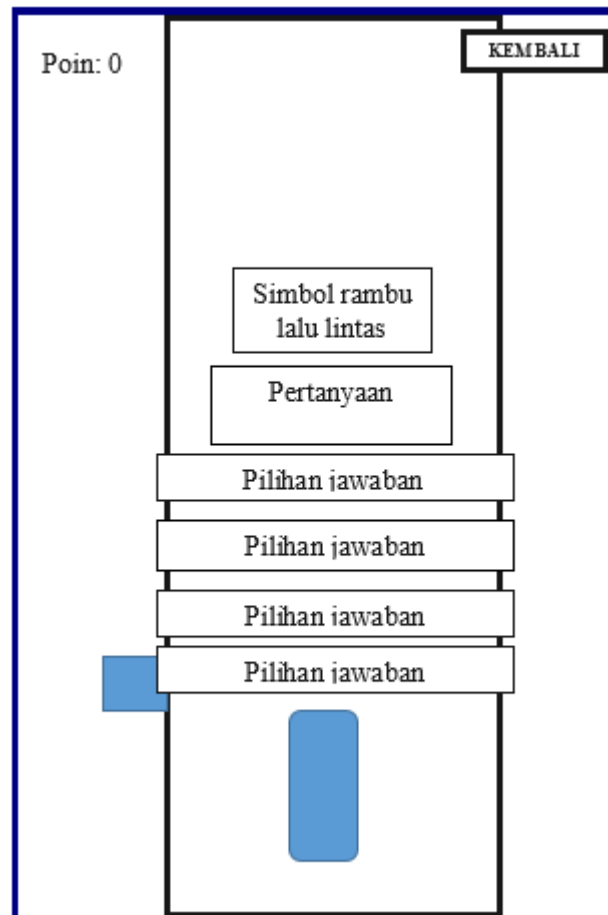 Poin: 0
KEMBALI
Simbol rambu
lalu lintas
Pertanyaan
Pilihan jawaban
Pilihan jawaban
Pilihan jawaban
Pilihan jawaban